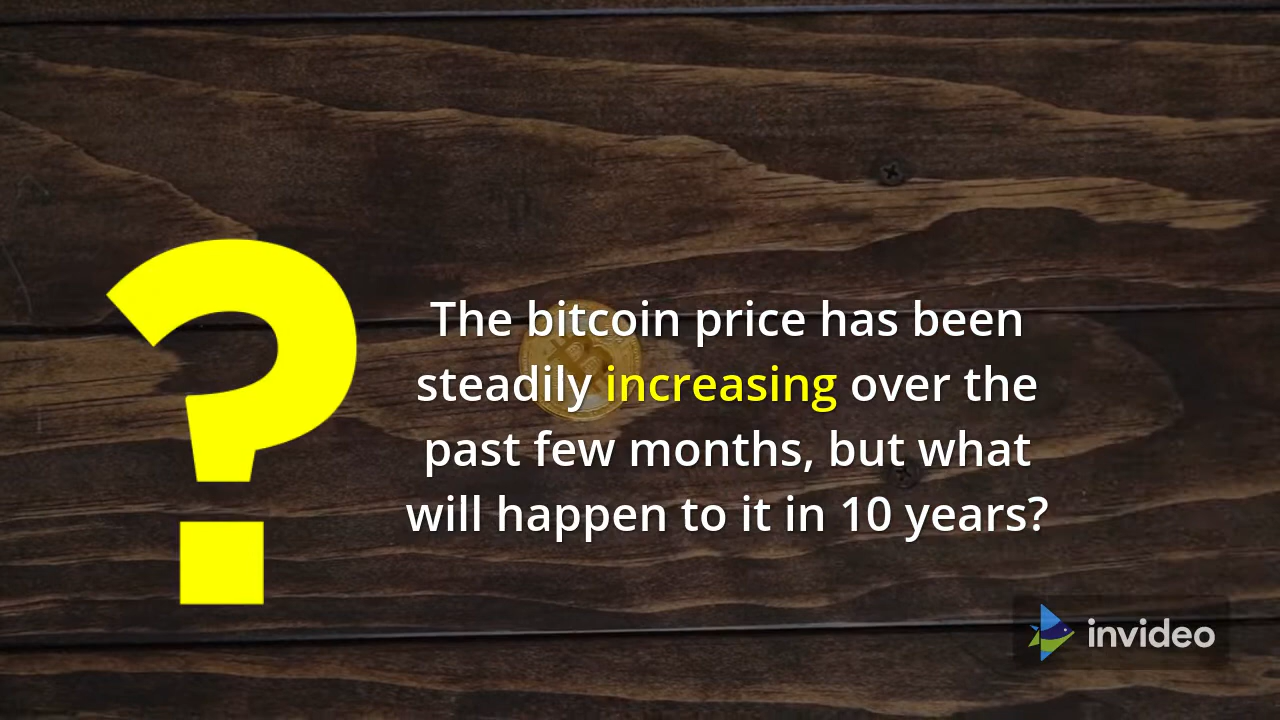 ?
The bitcoin price has been
steadily increasing over the
past few months, but what
will happen to it in 10 years?
invideo